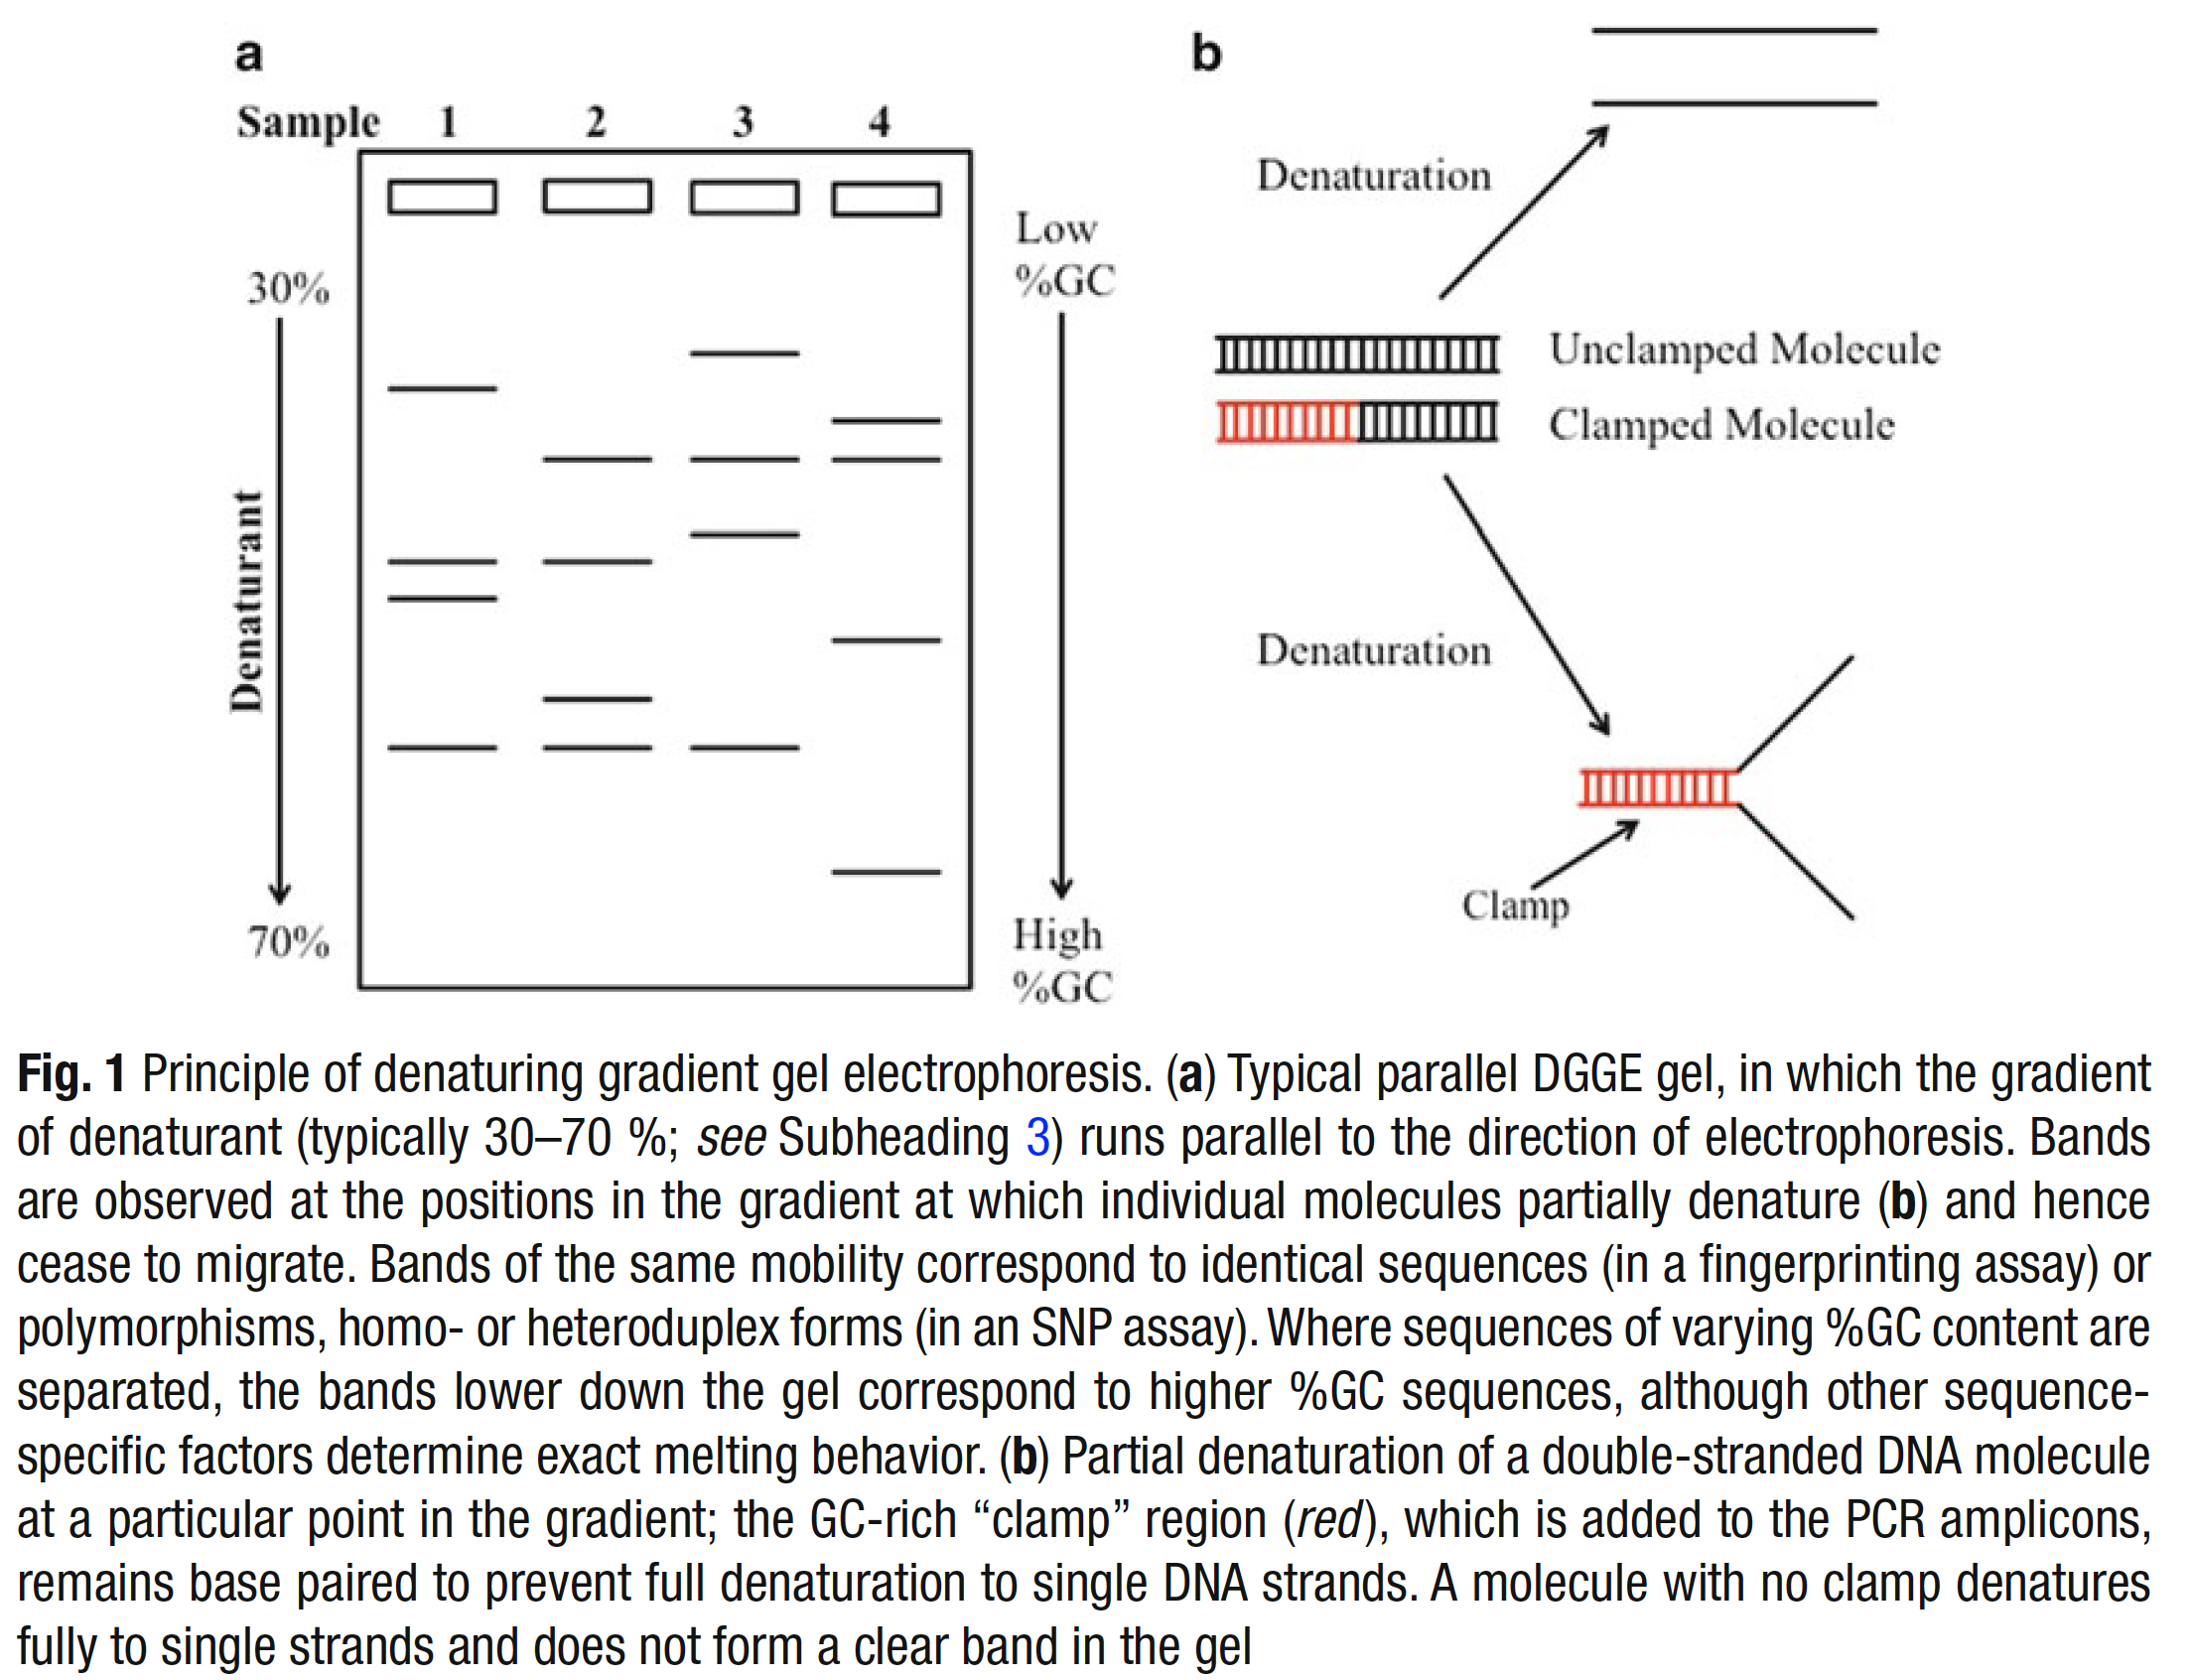 a
Sample 1 2 3 4
30%
Denaturant
70%
Low
%GC
High
%GC
b
Denaturation
Unclamped Molecule
Clamped Molecule
Denaturation
Clamp
Fig. 1 Principle of denaturing gradient gel electrophoresis. (a) Typical parallel DGGE gel, in which the gradient
of denaturant (typically 30–70 %; see Subheading 3) runs parallel to the direction of electrophoresis. Bands
are observed at the positions in the gradient at which individual molecules partially denature (b) and hence
cease to migrate. Bands of the same mobility correspond to identical sequences (in a fingerprinting assay) or
polymorphisms, homo- or heteroduplex forms (in an SNP assay). Where sequences of varying %GC content are
separated, the bands lower down the gel correspond to higher %GC sequences, although other sequence-
specific factors determine exact melting behavior. (b) Partial denaturation of a double-stranded DNA molecule
at a particular point in the gradient; the GC-rich “clamp” region (red), which is added to the PCR amplicons,
remains base paired to prevent full denaturation to single DNA strands. A molecule with no clamp denatures
fully to single strands and does not form a clear band in the gel